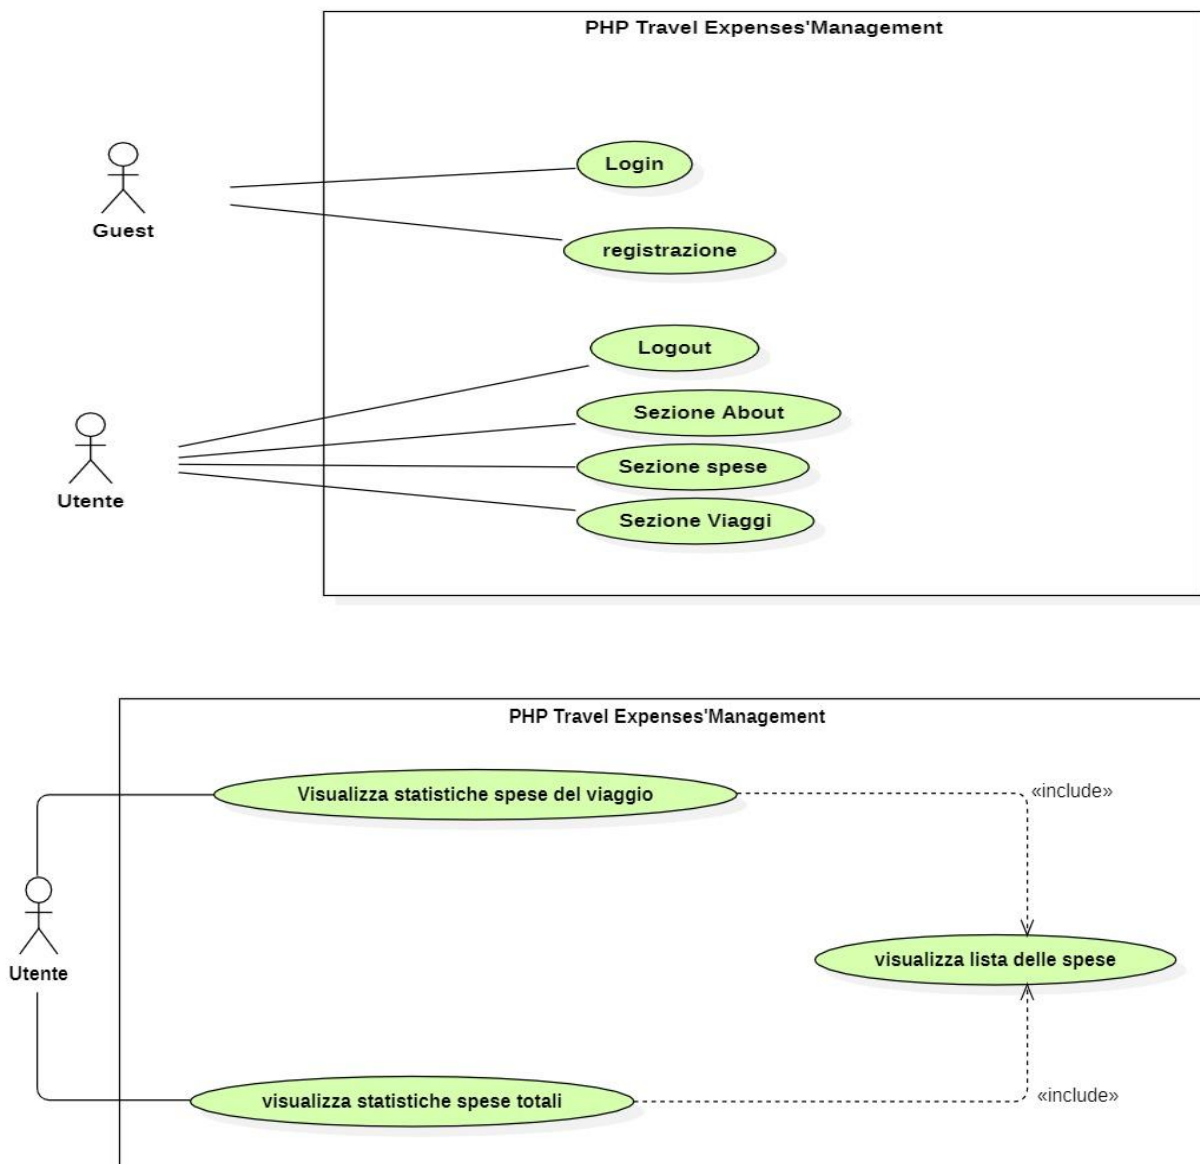 PHP Travel Expenses'Management
Login
Guest
registrazione
Logout
Sezione About
Sezione spese
Utente
Sezione Viaggi
PHP Travel Expenses'Management
Visualizza statistiche spese del viaggio
«include»
visualizza lista delle spese
Utente
visualizza statistiche spese totali
«include»